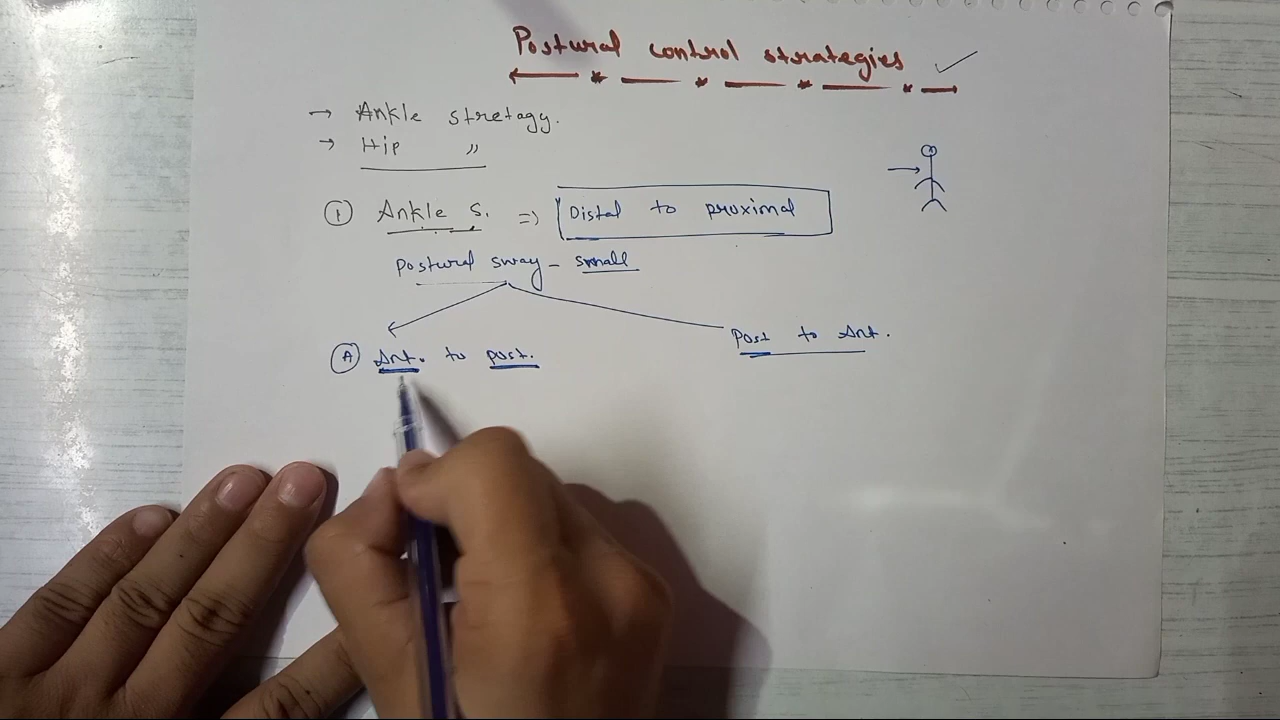 Postural control strategies
→ Ankle stretagy.
→ Hip "
① Ankle S. => Distal to proximal
Postural sway - small
Ⓐ Ant. to post.
Post to Ant.